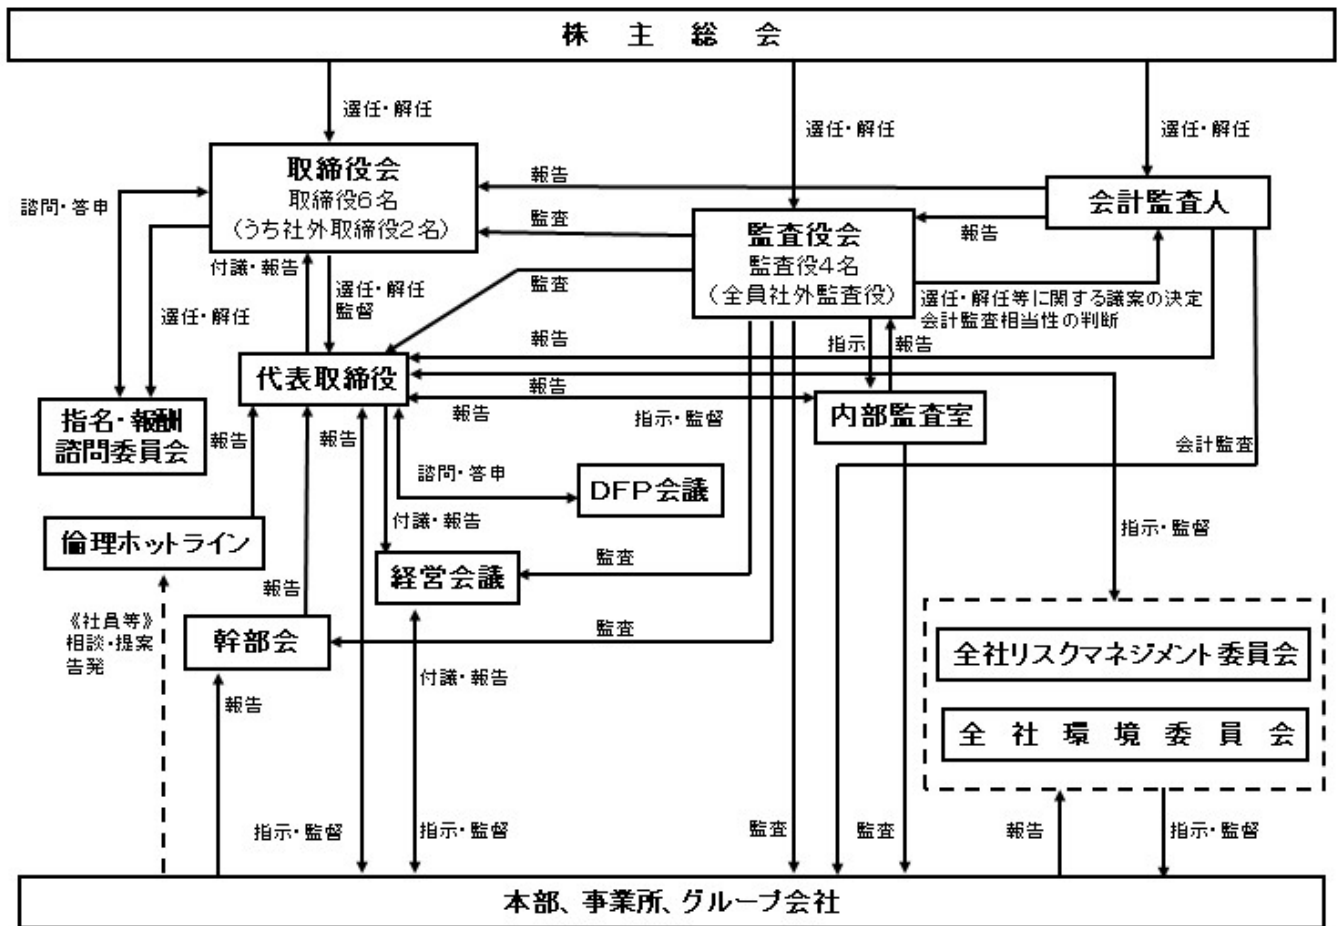 株主総会
選任・解任
選任・解任
選任・解任
取締役会
取締役6名
(うち社外取締役2名)
報告
会計監査人
諮問・答申
監査
監査役会
監査役4名
(全員社外監査役)
報告
付議・報告
選任・解任
監督
監査
選任・解任等に関する議案の決定
会計監査相当性の判断
選任・解任
報告
指示
報告
代表取締役
報告
報告
指示・監督
内部監査室
指名・報酬
諮問委員会
報告
報告
会計監査
諮問・答申
DFP会議
付議・報告
倫理ホットライン
指示・監督
経営会議
監査
報告
《社員等》
相談・提案
告発
幹部会
監査
全社リスクマネジメント委員会
付議・報告
報告
全社環境委員会
指示・監督
指示・監督
監査
監査
報告
指示・監督
本部、事業所、グループ会社